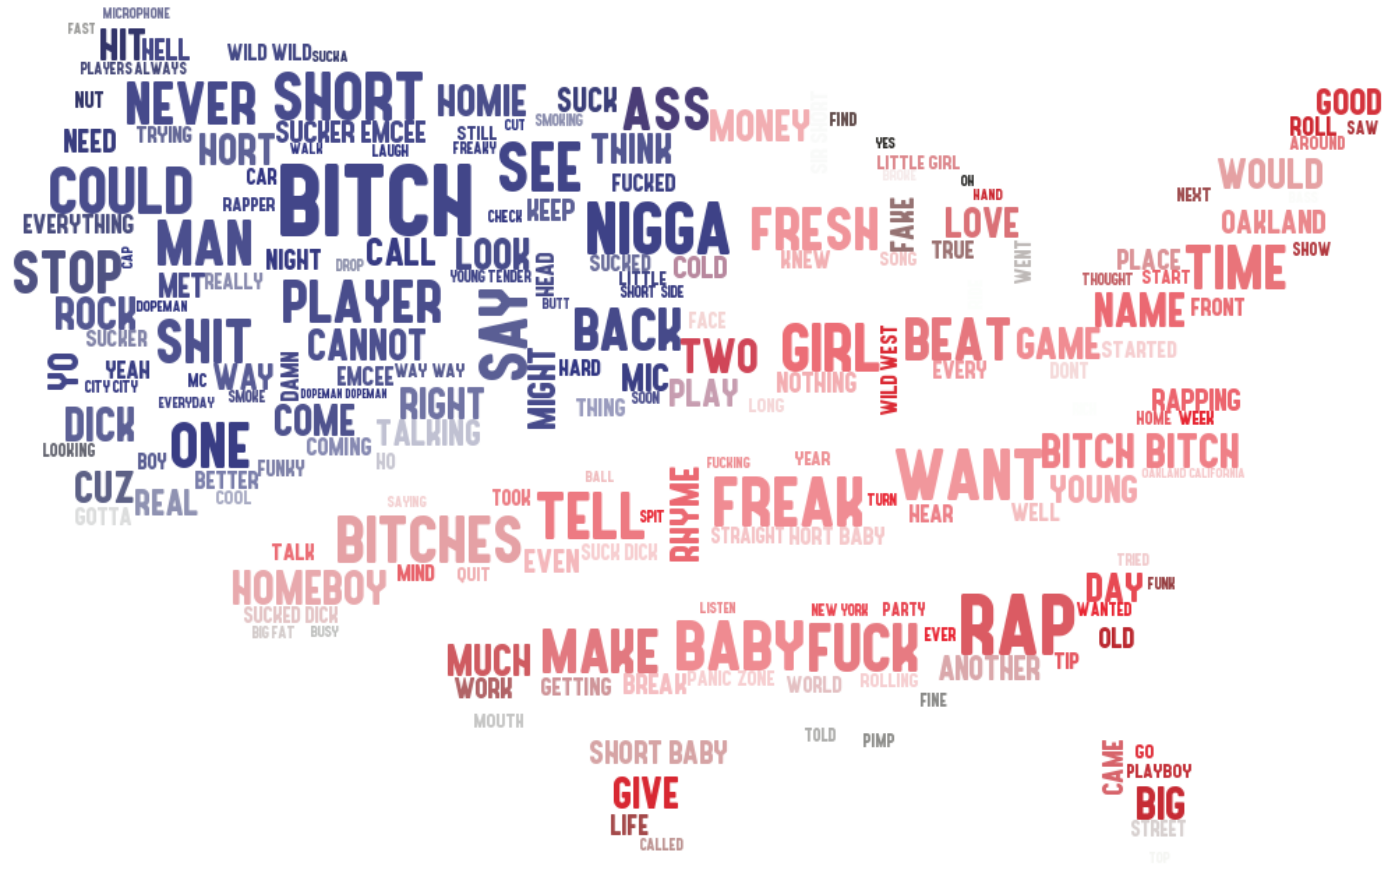 MICROPHONE
FAST
HIT HELL
WILD WILD SUCKA
PLAYERS ALWAYS
NUT
NEVER
SHORT
HOMIE
SUCK
ASS
MONEY
FIND
GOOD
ROLL
SAW
AROUND
NEED
TRYING
HORT
SUCKER EMCEE
WALK
LAUGH
STILL
FREAKY
CUT
SMOKING
THINK
YES
LITTLE GIRL
BROKE
OH
HAND
CAR
BITCH
SEE
FUCKED
WOULD
NEXT
COULD
RAPPER
CHECK
KEEP
NIGGA
FRESH
FAKE
LOVE
OAKLAND
EVERYTHING
MAN
NIGHT
CALL
LOOK
HEAD
SUCKED
COLD
KNEW
SONG
TRUE
WENT
PLACE
TIME
SHOW
STOP
CAP
MET
REALLY
DROP
YOUNG TENDER
LITTLE
SHORT SIDE
THOUGHT
START
ROCK
DOPEMAN
PLAYER
SAY
BUTT
NAME
FRONT
SUCKER
SHIT
CANNOT
BACK
FACE
TWO
GIRL
WILD WEST
BEAT
GAME
STARTED
YO
YEAH
CITY CITY
MC
WAY
SMOKE
DAMN
EMCEE
WAY WAY
MIGHT
HARD
MIC
SOON
PLAY
NOTHING
EVERY
DONT
EVERYDAY
DOPEMAN DOPEMAN
RIGHT
THING
LONG
RAPPING
HOME
WEEK
DICK
ONE
COME
COMING
TALKING
LOOKING
BOY
FUNKY
HO
WANT
BITCH BITCH
OAKLAND CALIFORNIA
CUZ
REAL
BETTER
COOL
GOTTA
BALL
FUCKING
YEAR
YOUNG
SAYING
TOOK
TELL
SPIT
RHYME
FREAK
TURN
HEAR
WELL
BITCHES
STRAIGHT
HORT BABY
TALK
EVEN
SUCK DICK
TRIED
HOMEBOY
MIND
QUIT
DAY
FUNK
SUCKED DICK
BIG FAT
BUSY
LISTEN
NEW YORK
PARTY
RAP
WANTED
MUCH
MAKE
BABY
FUCK
EVER
OLD
WORK
GETTING
BREAK
PANIC ZONE
WORLD
ROLLING
ANOTHER
TIP
MOUTH
FINE
TOLD
PIMP
SHORT BABY
CAME
GO
PLAYBOY
GIVE
BIG
LIFE
STREET
CALLED
TOP